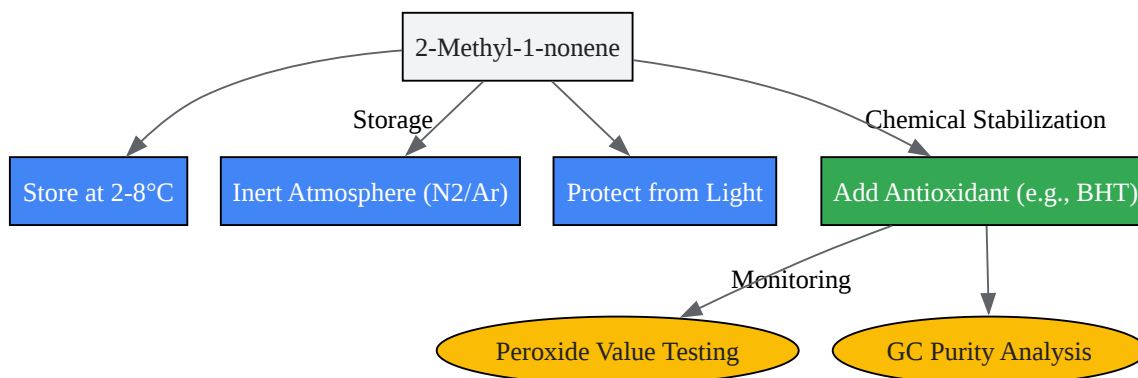 2-Methyl-1-nonene
Storage
Chemical Stabilization
Store at 2-8°C
Inert Atmosphere (N2/Ar)
Protect from Light
Add Antioxidant (e.g., BHT)
Monitoring
Peroxide Value Testing
GC Purity Analysis